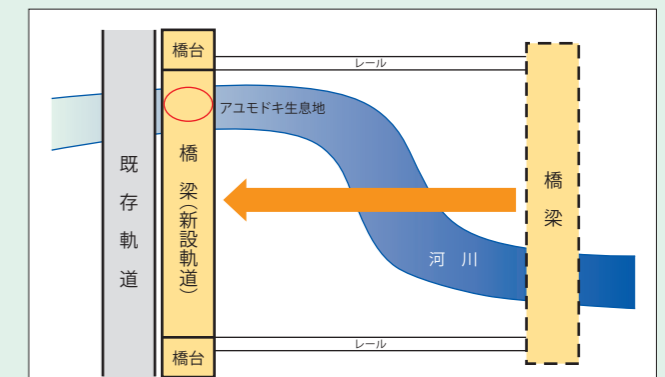 橋台
レール
アユモドキ生息地
既存軌道
橋梁(新設軌道)
橋梁
河川
レール
橋台